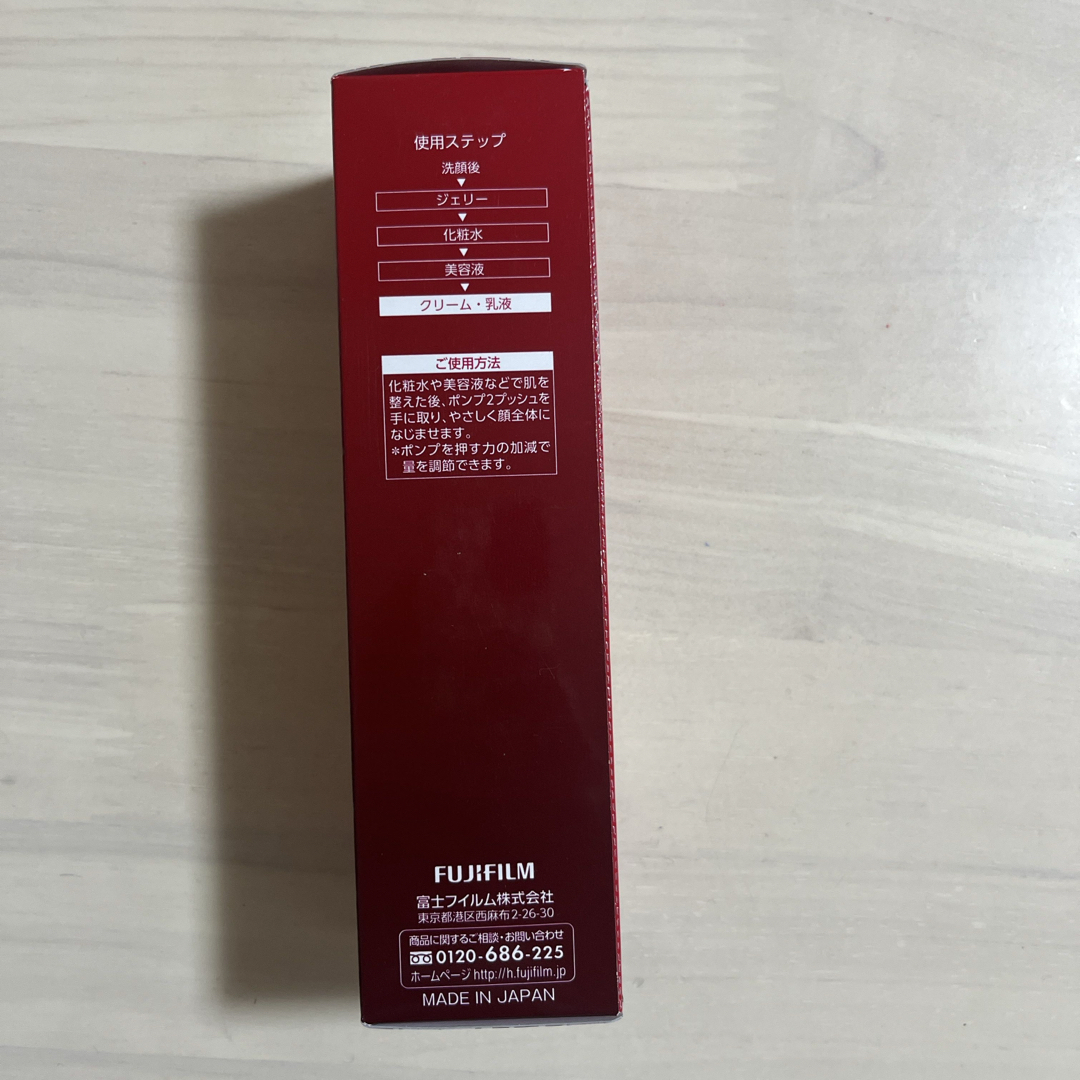 使用ステップ
洗顔後
▼
ジェリー
▼
化粧水
▼
美容液
▼
クリーム・乳液
ご使用方法
化粧水や美容液などで肌を
整えた後、ポンプ2プッシュを
手に取り、やさしく顔全体に
なじませます。
*ポンプを押す力の加減で
量を調節できます。
FUJIFILM
富士フイルム株式会社
東京都港区西麻布2-26-30
商品に関するご相談・お問い合わせ
0120-686-225
ホームページ http://h.fujifilm.jp
MADE IN JAPAN